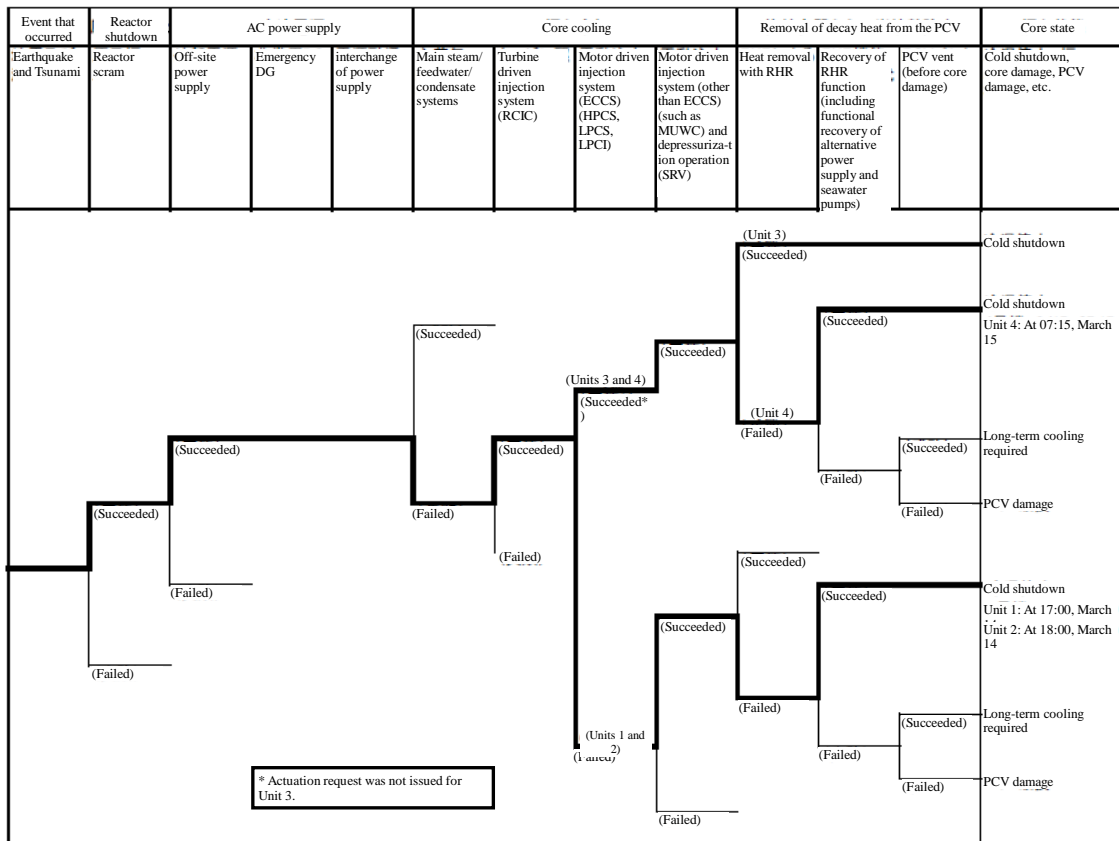 Event that
occurred
Reactor
shutdown
AC power supply
Core cooling
Removal of decay heat from the PCV
Core state
Earthquake
and Tsunami
Reactor
scram
Off-site
power
supply
Emergency
DG
interchange
of power
supply
Main steam/
feedwater/
condensate
systems
Turbine
driven
injection
system
(RCIC)
Motor driven
injection
system
(ECCS)
(HPCS,
LPCS,
LPCI)
Motor driven
injection
system (other
than ECCS)
(such as
MUWC) and
depressuriza-t
ion operation
(SRV)
Heat removal
with RHR
Recovery of
RHR
function
(including
functional
recovery of
alternative
power
supply and
seawater
pumps)
PCV vent
(before core
damage)
Cold shutdown,
core damage, PCV
damage, etc.
(Unit 3)
(Succeeded)
Cold shutdown
Cold shutdown
(Succeeded)
Unit 4: At 07:15, March
15
(Succeeded)
(Succeeded)
(Units 3 and 4)
(Succeeded*
)
(Unit 4)
(Failed)
(Succeeded)
(Succeeded)
(Succeeded)
Long-term cooling
required
(Failed)
(Failed)
PCV damage
(Succeeded)
(Failed)
(Failed)
(Succeeded)
(Failed)
Cold shutdown
(Succeeded)
Unit 1: At 17:00, March
(Succeeded)
Unit 2: At 18:00, March
14
(Failed)
(Failed)
(Succeeded)
Long-term cooling
required
(Units 1 and
2)
(Failed)
(Failed)
PCV damage
(Failed)
* Actuation request was not issued for
Unit 3.
(Failed)